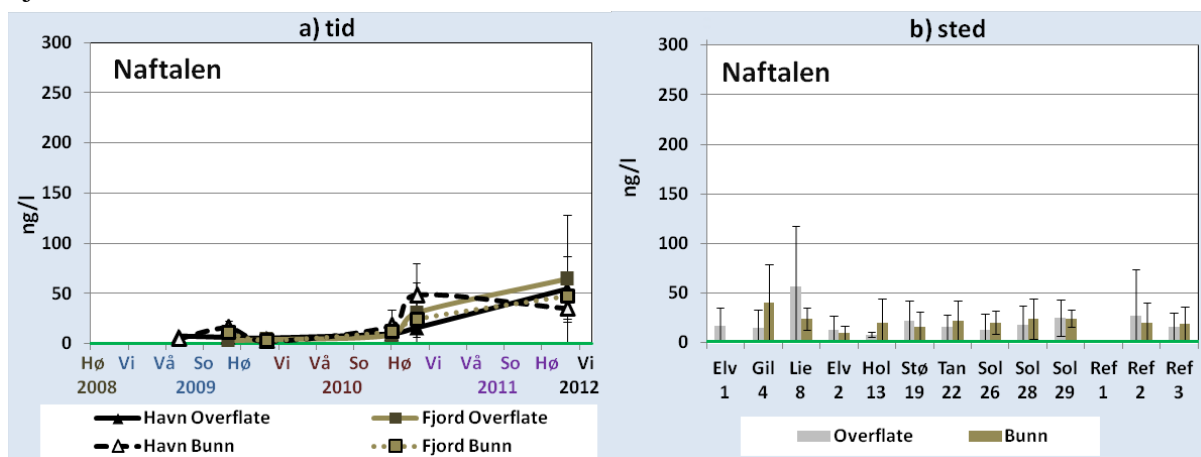 a) tid
Naftalen
ng/l
300
250
200
150
100
50
0
Hø Vi Vå So Hø Vi Vå So Hø Vi Vå So Hø Vi
2008 2009 2010 2011 2012
Havn Overflate Fjord Overflate
Havn Bunn Fjord Bunn
b) sted
Naftalen
ng/l
300
250
200
150
100
50
0
Elv Gil Lie Elv Hol Stø Tan Sol Sol Sol Ref Ref Ref
1 4 8 2 13 19 22 26 28 29 1 2 3
Overflate Bunn